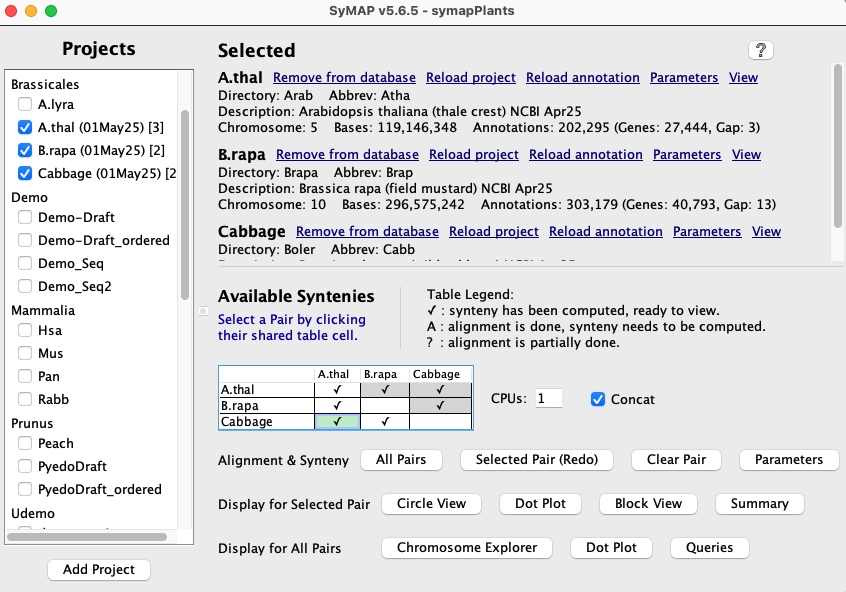 SyMAP v5.6.5 - symapPlants
Projects
Brassicales
A.lyra
A.thal (01May25) [3]
B.rapa (01May25) [2]
Cabbage (01May25) [2
Demo
Demo-Draft
Demo-Draft_ordered
Demo_Seq
Demo_Seq2
Mammalia
Hsa
Mus
Pan
Rabb
Prunus
Peach
PyedoDraft
PyedoDraft_ordered
Udemo
Add Project
Selected ?
A.thal Remove from database Reload project Reload annotation Parameters View
Directory: Arab Abbrev: Atha
Description: Arabidopsis thaliana (thale crest) NCBI Apr25
Chromosome: 5 Bases: 119,146,348 Annotations: 202,295 (Genes: 27,444, Gap: 3)
B.rapa Remove from database Reload project Reload annotation Parameters View
Directory: Brapa Abbrev: Brap
Description: Brassica rapa (field mustard) NCBI Apr25
Chromosome: 10 Bases: 296,575,242 Annotations: 303,179 (Genes: 40,793, Gap: 13)
Cabbage Remove from database Reload project Reload annotation Parameters View
Directory: Boler Abbrev: Cabb
Available Syntenies
Select a Pair by clicking
their shared table cell.
Table Legend:
✓ : synteny has been computed, ready to view.
A : alignment is done, synteny needs to be computed.
? : alignment is partially done.
A.thal B.rapa Cabbage
A.thal ✓ ✓ ✓
B.rapa ✓ ✓
Cabbage ✓ ✓
CPUs: 1 Concat
Alignment & Synteny All Pairs Selected Pair (Redo) Clear Pair Parameters
Display for Selected Pair Circle View Dot Plot Block View Summary
Display for All Pairs Chromosome Explorer Dot Plot Queries